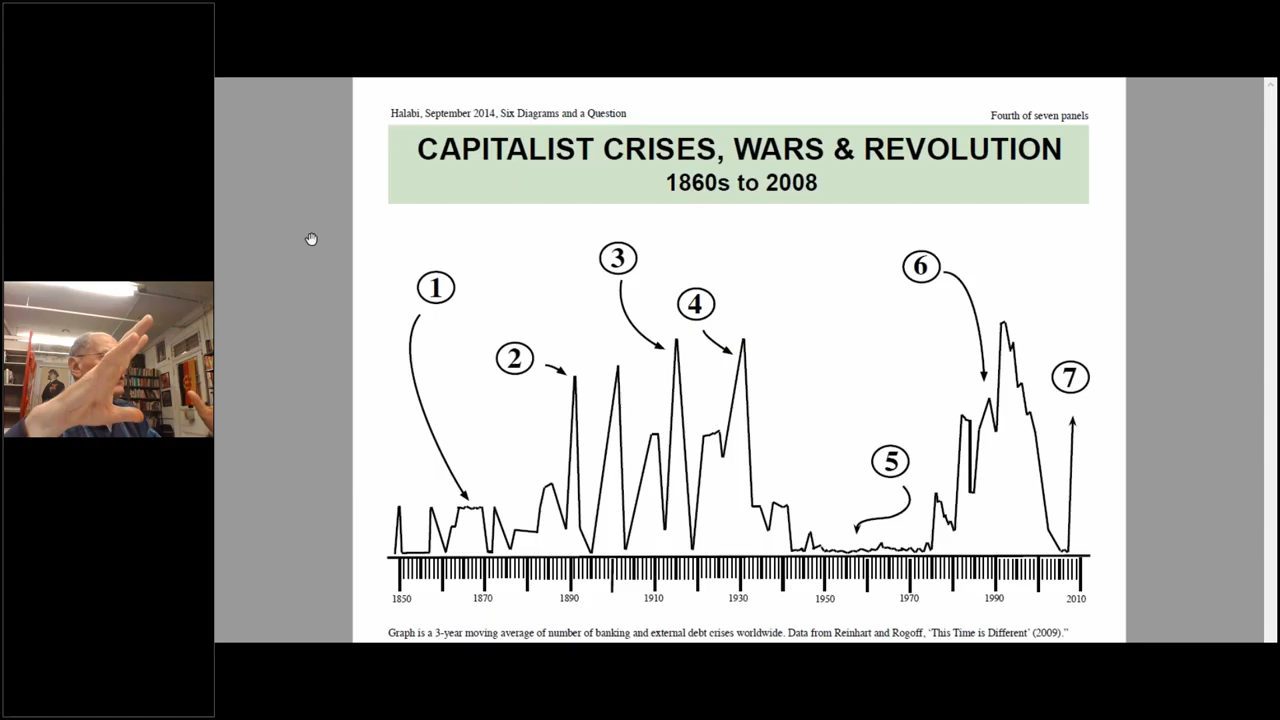 Halabi, September 2014, Six Diagrams and a Question
Fourth of seven panels
CAPITALIST CRISES, WARS & REVOLUTION
1860s to 2008
1
2
3
4
5
6
7
1850 1870 1890 1910 1930 1950 1970 1990 2010
Graph is a 3-year moving average of number of banking and external debt crises worldwide. Data from Reinhart and Rogoff, ‘This Time is Different’ (2009).”